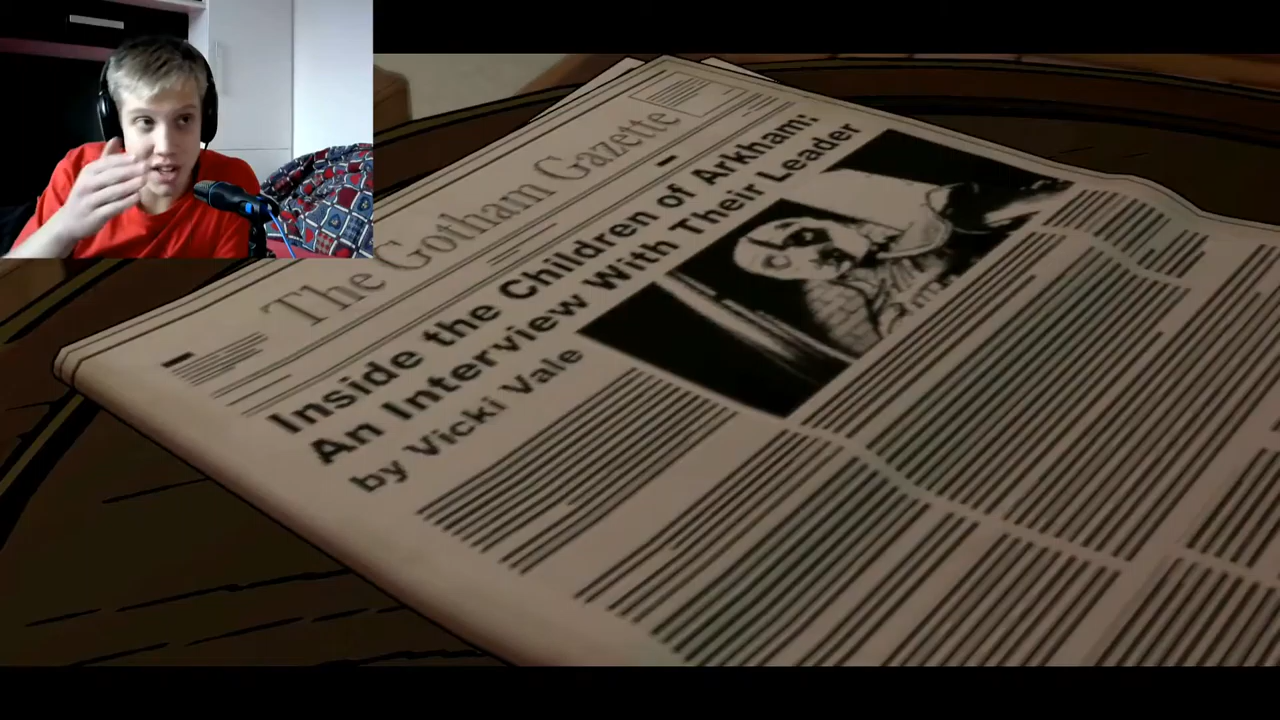 The Gotham Gazette
Inside the Children of Arkham:
An Interview With Their Leader
by Vicki Vale